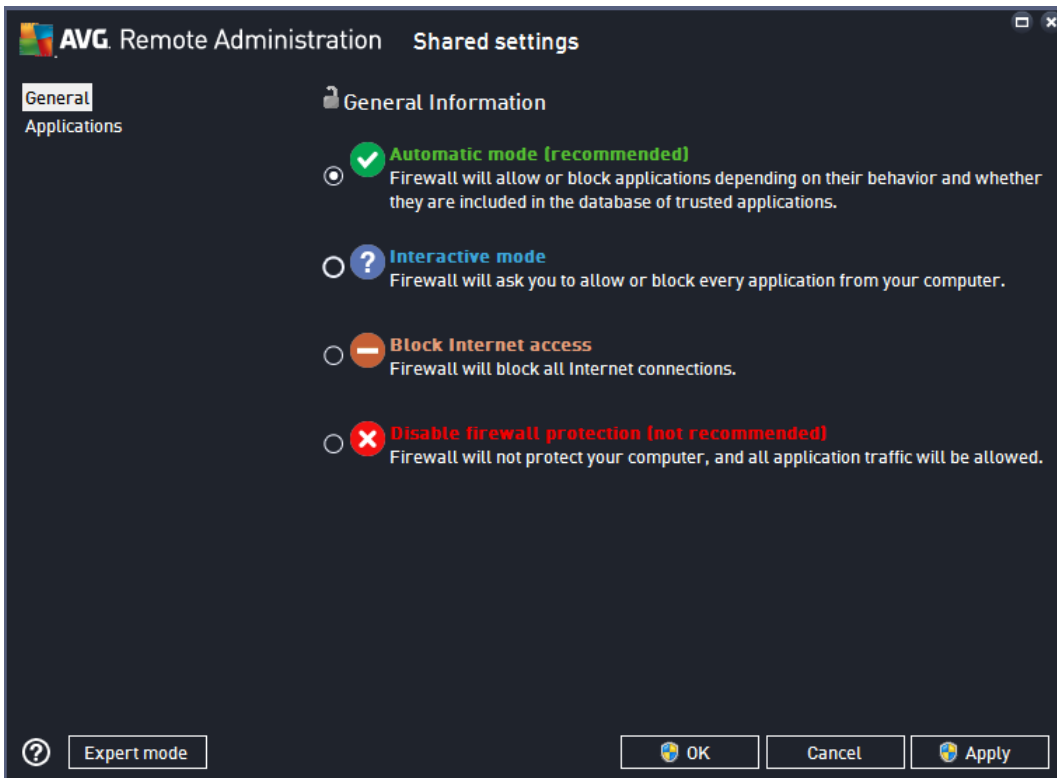 AVG. Remote Administration Shared settings
General
Applications
General Information
Automatic mode (recommended)
Firewall will allow or block applications depending on their behavior and whether
they are included in the database of trusted applications.
Interactive mode
Firewall will ask you to allow or block every application from your computer.
Block Internet access
Firewall will block all Internet connections.
Disable firewall protection (not recommended)
Firewall will not protect your computer, and all application traffic will be allowed.
Expert mode
OK
Cancel
Apply